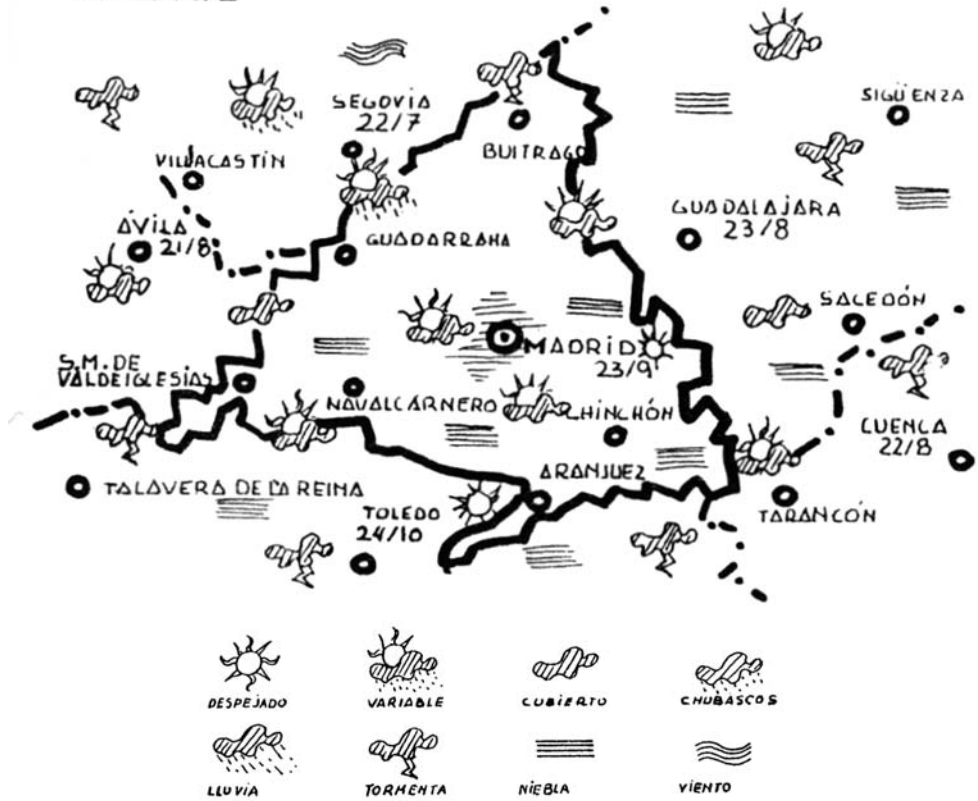 SEGOVIA
22/7
SIGÜENZA
BUITRAGO
VILLACASTÍN
ÁVILA
21/8
GUADALAJARA
23/8
GUADARRAMA
SACEDÓN
MADRID
23/9
S.M. DE
VALDEIGLESIAS
NAVALCARNERO
CHINCHÓN
CUENCA
22/8
ARANJUEZ
TALAVERA DE LA REINA
TOLEDO
24/10
TARANCÓN
DESPEJADO
VARIABLE
CUBIERTO
CHUBASCOS
LLUVIA
TORMENTA
NIEBLA
VIENTO